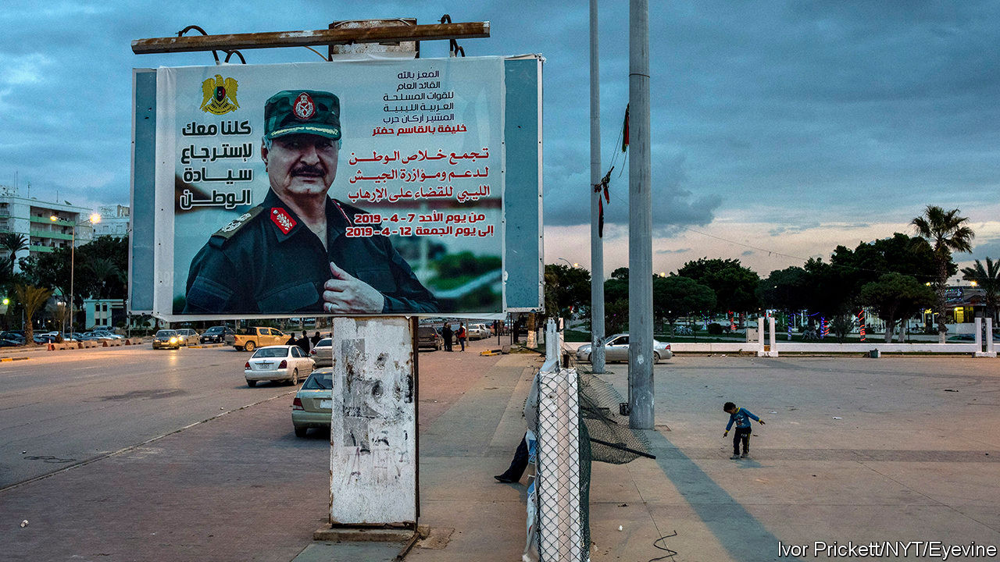 المعز بالله
القائد العام
للقوات المسلحة
العربية الليبية
المشير أركان حرب
خليفة بالقاسم حفتر
كلنا معك
لإسترجاع
سيادة
الوطن
تجمع خلاص الوطن
لدعم ومؤازرة الجيش
الليبي للقضاء على الإرهاب
من يوم الأحد 7-4-2019
إلى يوم الجمعة 12-4-2019
Ivor Prickett/NYT/Eyevine